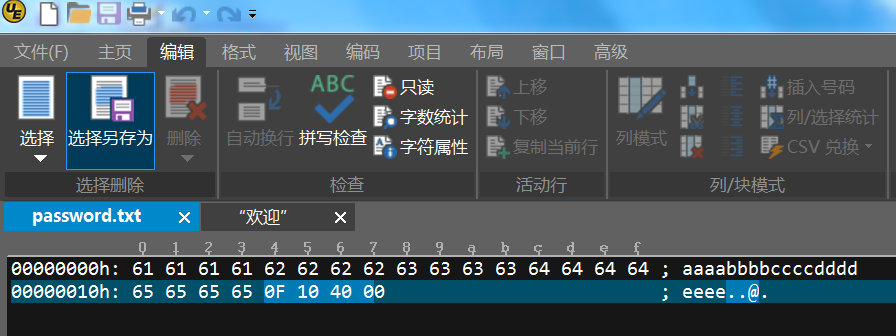 UE
文件(F) 主页 编辑 格式 视图 编码 项目 布局 窗口 高级
选择 选择另存为 删除 自动换行 ABC 拼写检查 只读 字数统计 字符属性 上移 下移 复制当前行 列模式 插入号码 列/选择统计 CSV 兑换
选择删除 检查 活动行 列/块模式
password.txt “欢迎”
0 1 2 3 4 5 6 7 8 9 a b c d e f
00000000h: 61 61 61 61 62 62 62 62 63 63 63 63 64 64 64 64 ; aaaabbbbccccdddd
00000010h: 65 65 65 65 0F 10 40 00 ; eeee..@.